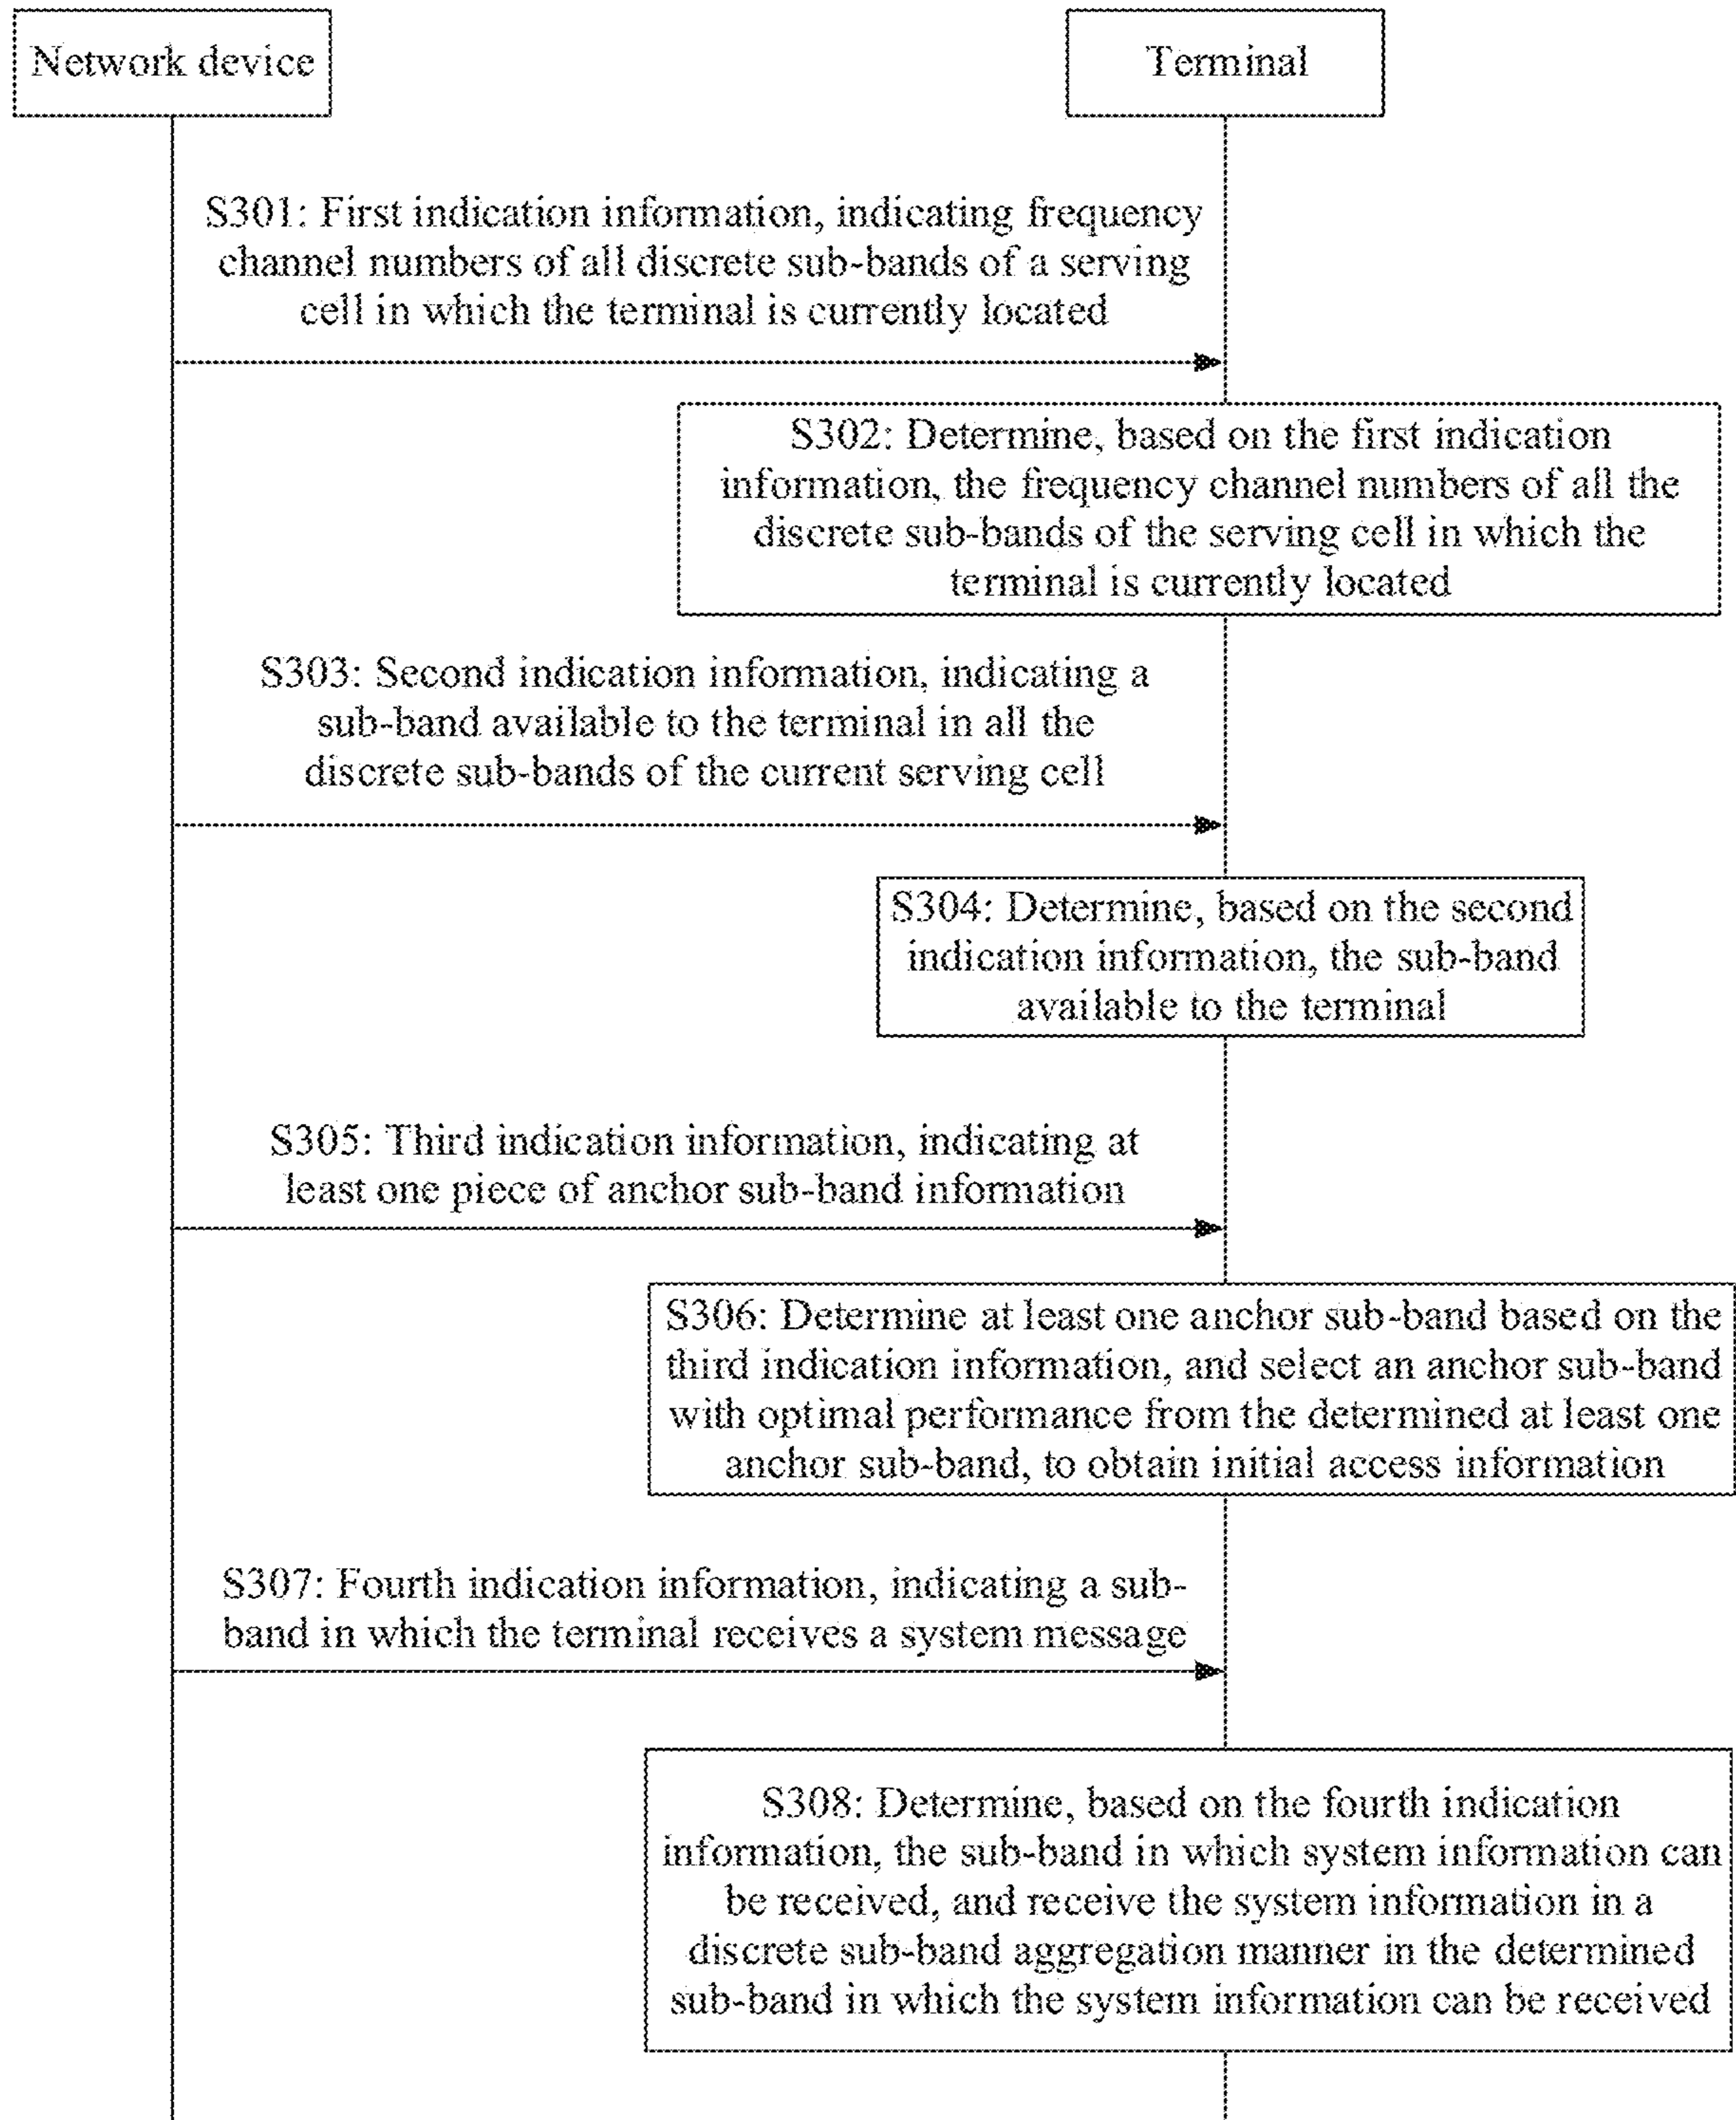 Network device
Terminal
S301: First indication information, indicating frequency
channel numbers of all discrete sub-bands of a serving
cell in which the terminal is currently located
S302: Determine, based on the first indication
information, the frequency channel numbers of all the
discrete sub-bands of the serving cell in which the
terminal is currently located
S303: Second indication information, indicating a
sub-band available to the terminal in all the
discrete sub-bands of the current serving cell
S304: Determine, based on the second
indication information, the sub-band
available to the terminal
S305: Third indication information, indicating at
least one piece of anchor sub-band information
S306: Determine at least one anchor sub-band based on the
third indication information, and select an anchor sub-band
with optimal performance from the determined at least one
anchor sub-band, to obtain initial access information
S307: Fourth indication information, indicating a sub-
band in which the terminal receives a system message
S308: Determine, based on the fourth indication
information, the sub-band in which system information can
be received, and receive the system information in a
discrete sub-band aggregation manner in the determined
sub-band in which the system information can be received